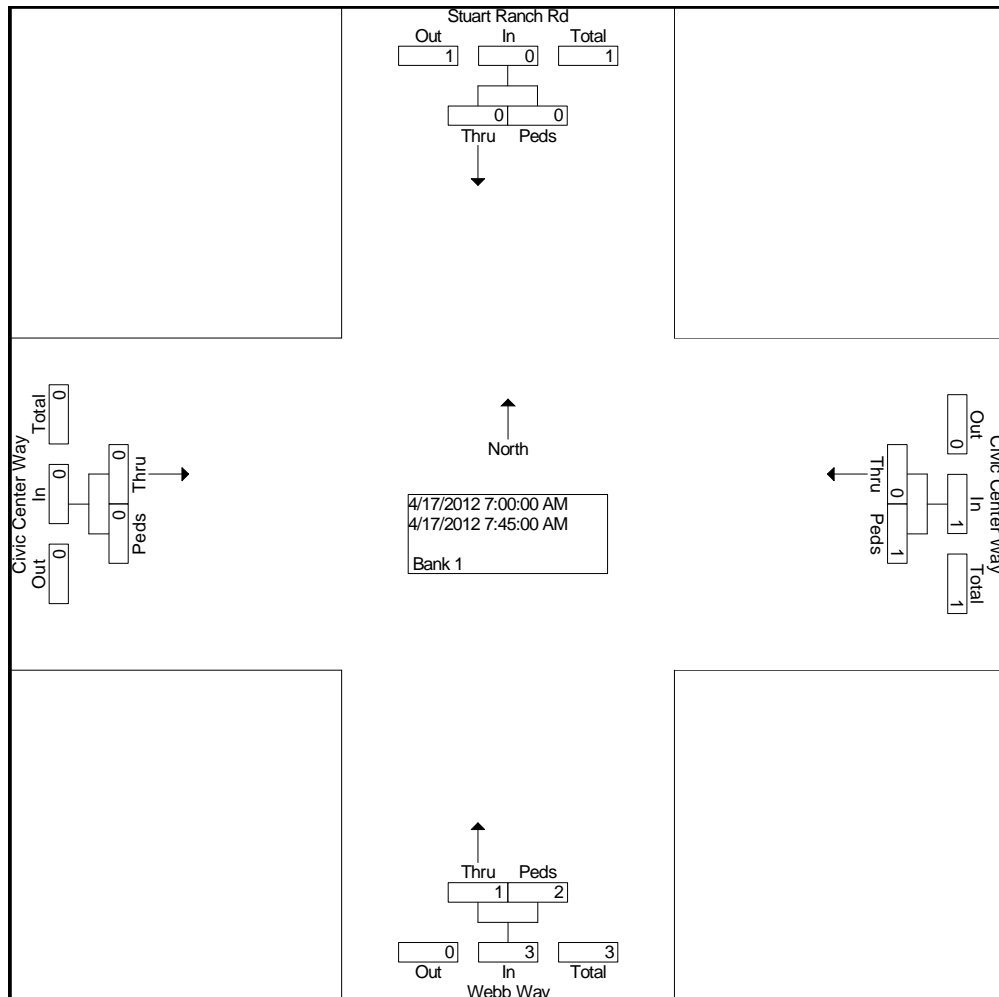 Stuart Ranch Rd
Out In Total
1 0 1
0 0
Thru Peds
Civic Center Way
Total In Out
0 0 0
Thru Peds
0 0
North
4/17/2012 7:00:00 AM
4/17/2012 7:45:00 AM
Bank 1
Civic Center Way
Out In Total
0 1 1
Thru Peds
0 1
Thru Peds
1 2
0 3 3
Out In Total
Webb Way